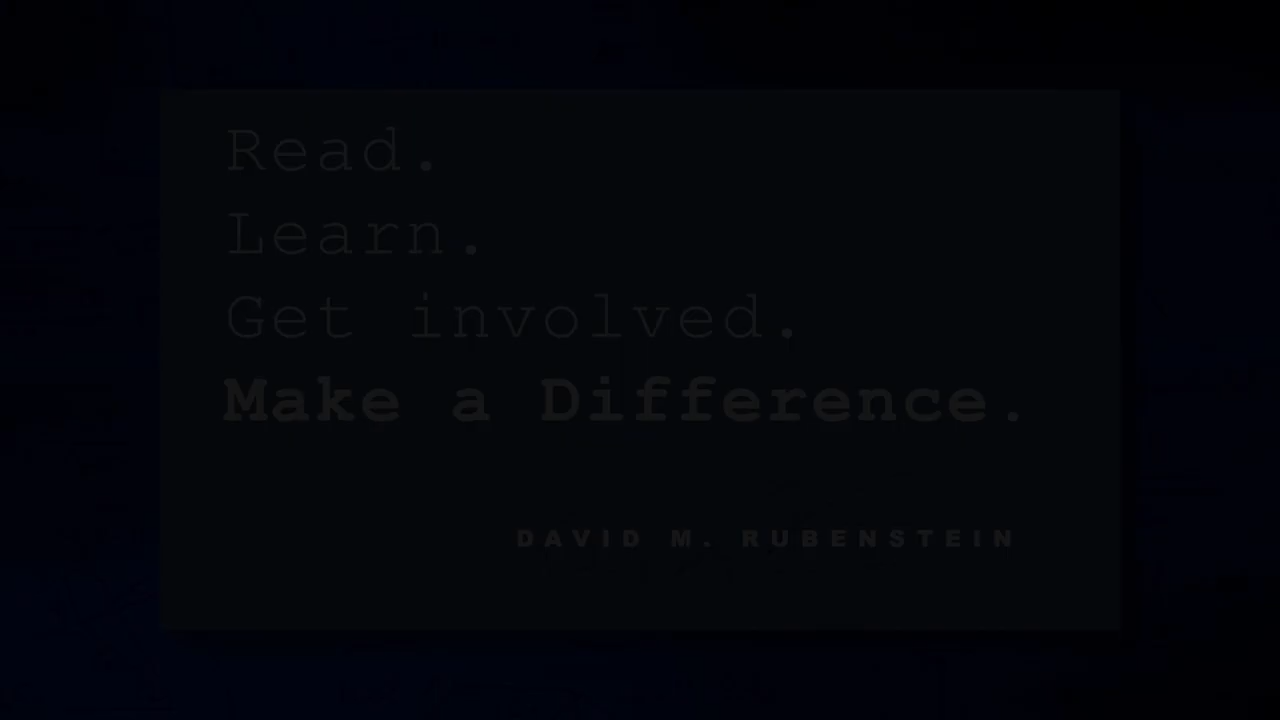 Read.
Learn.
Get involved.
Make a Difference.
DAVID M. RUBENSTEIN